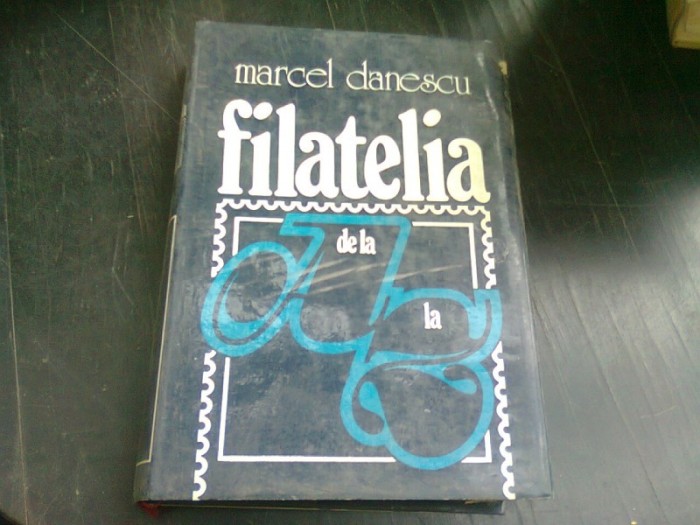 marcel danescu
filatelia
de la
A
la
Z